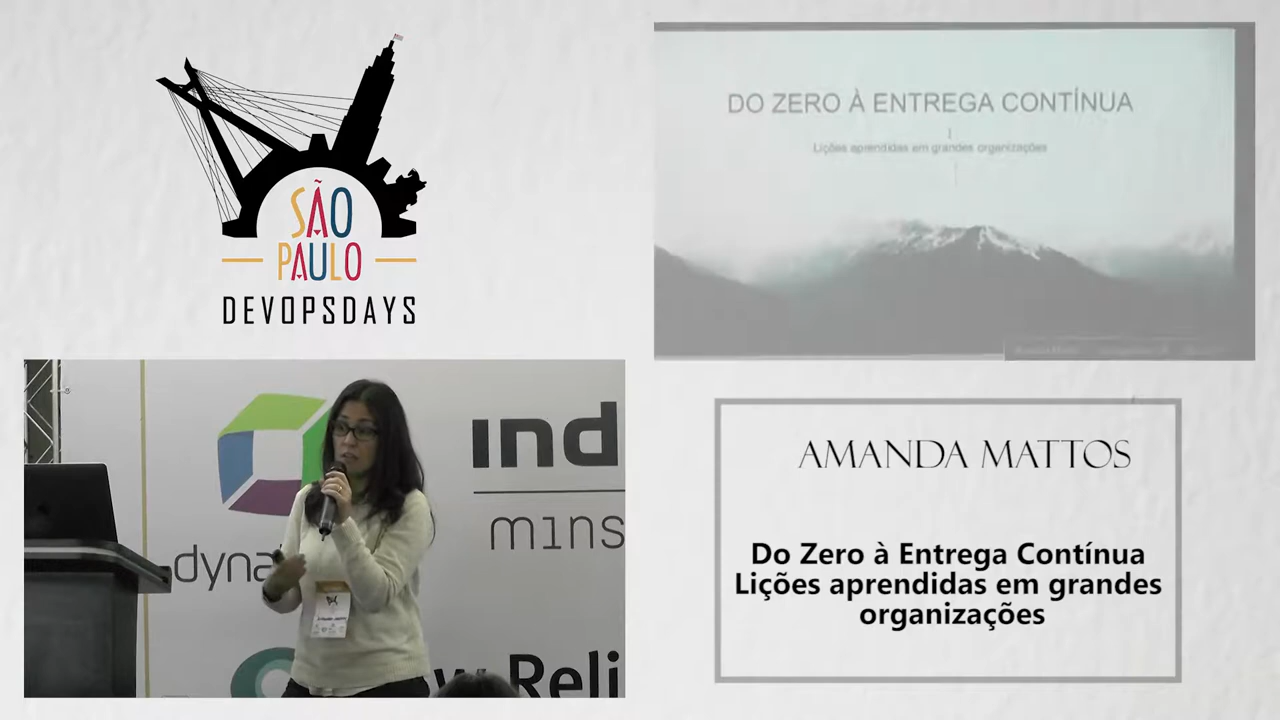 SÃO
PAULO
DEVOPSDAYS
DO ZERO À ENTREGA CONTÍNUA
Lições aprendidas em grandes organizações
ind
m1ns
dyna
w Reli
AMANDA MATTOS
Do Zero à Entrega Contínua
Lições aprendidas em grandes
organizações